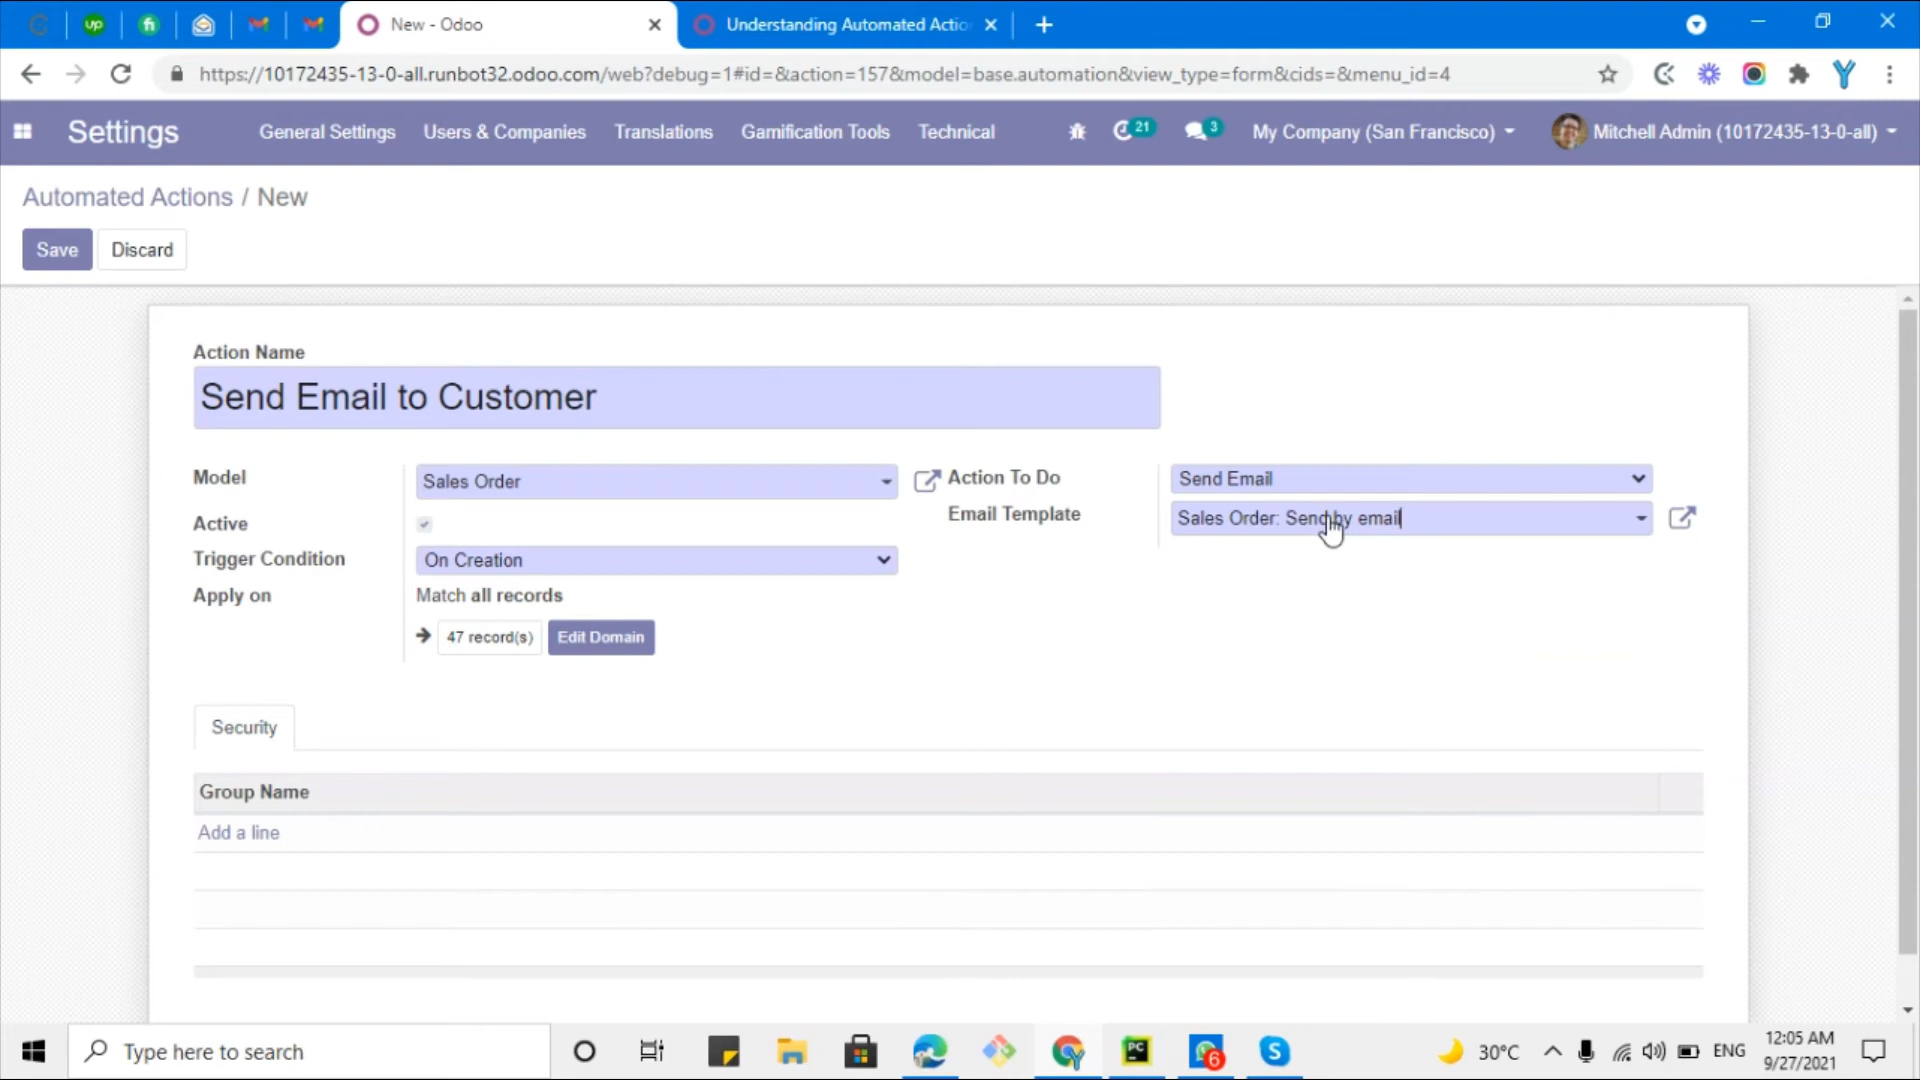 New - Odoo
Understanding Automated Actio
https://10172435-13-0-all.runbot32.odoo.com/web?debug=1#id=&action=157&model=base.automation&view_type=form&cids=&menu_id=4
Settings General Settings Users & Companies Translations Gamification Tools Technical 21 3 My Company (San Francisco) Mitchell Admin (10172435-13-0-all)
Automated Actions / New
Save Discard
Action Name
Send Email to Customer
Model Sales Order Action To Do Send Email
Email Template Sales Order: Send by email
Active
Trigger Condition On Creation
Apply on Match all records
47 record(s) Edit Domain
Security
Group Name
Add a line
Type here to search
PC
6
S
30°C
ENG
12:05 AM
9/27/2021
up
fi